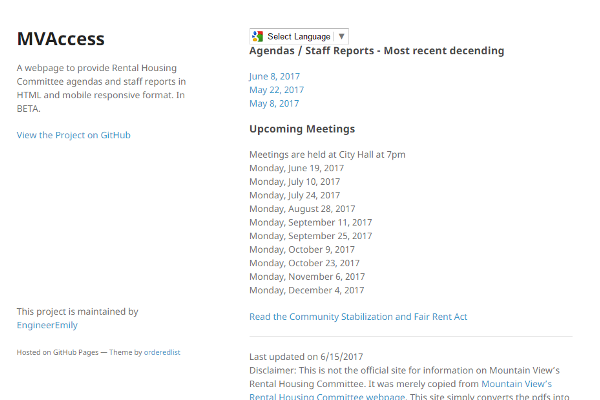 MVAccess
A webpage to provide Rental Housing
Committee agendas and staff reports in
HTML and mobile responsive format. In
BETA.
View the Project on GitHub
This project is maintained by
EngineerEmily
Hosted on GitHub Pages — Theme by orderedlist
Select Language ▼
Agendas / Staff Reports - Most recent decending
June 8, 2017
May 22, 2017
May 8, 2017
Upcoming Meetings
Meetings are held at City Hall at 7pm
Monday, June 19, 2017
Monday, July 10, 2017
Monday, July 24, 2017
Monday, August 28, 2017
Monday, September 11, 2017
Monday, September 25, 2017
Monday, October 9, 2017
Monday, October 23, 2017
Monday, November 6, 2017
Monday, December 4, 2017
Read the Community Stabilization and Fair Rent Act
Last updated on 6/15/2017
Disclaimer: This is not the official site for information on Mountain View's
Rental Housing Committee. It was merely copied from Mountain View's
Rental Housing Committee webpage. This site simply converts the pdfs into